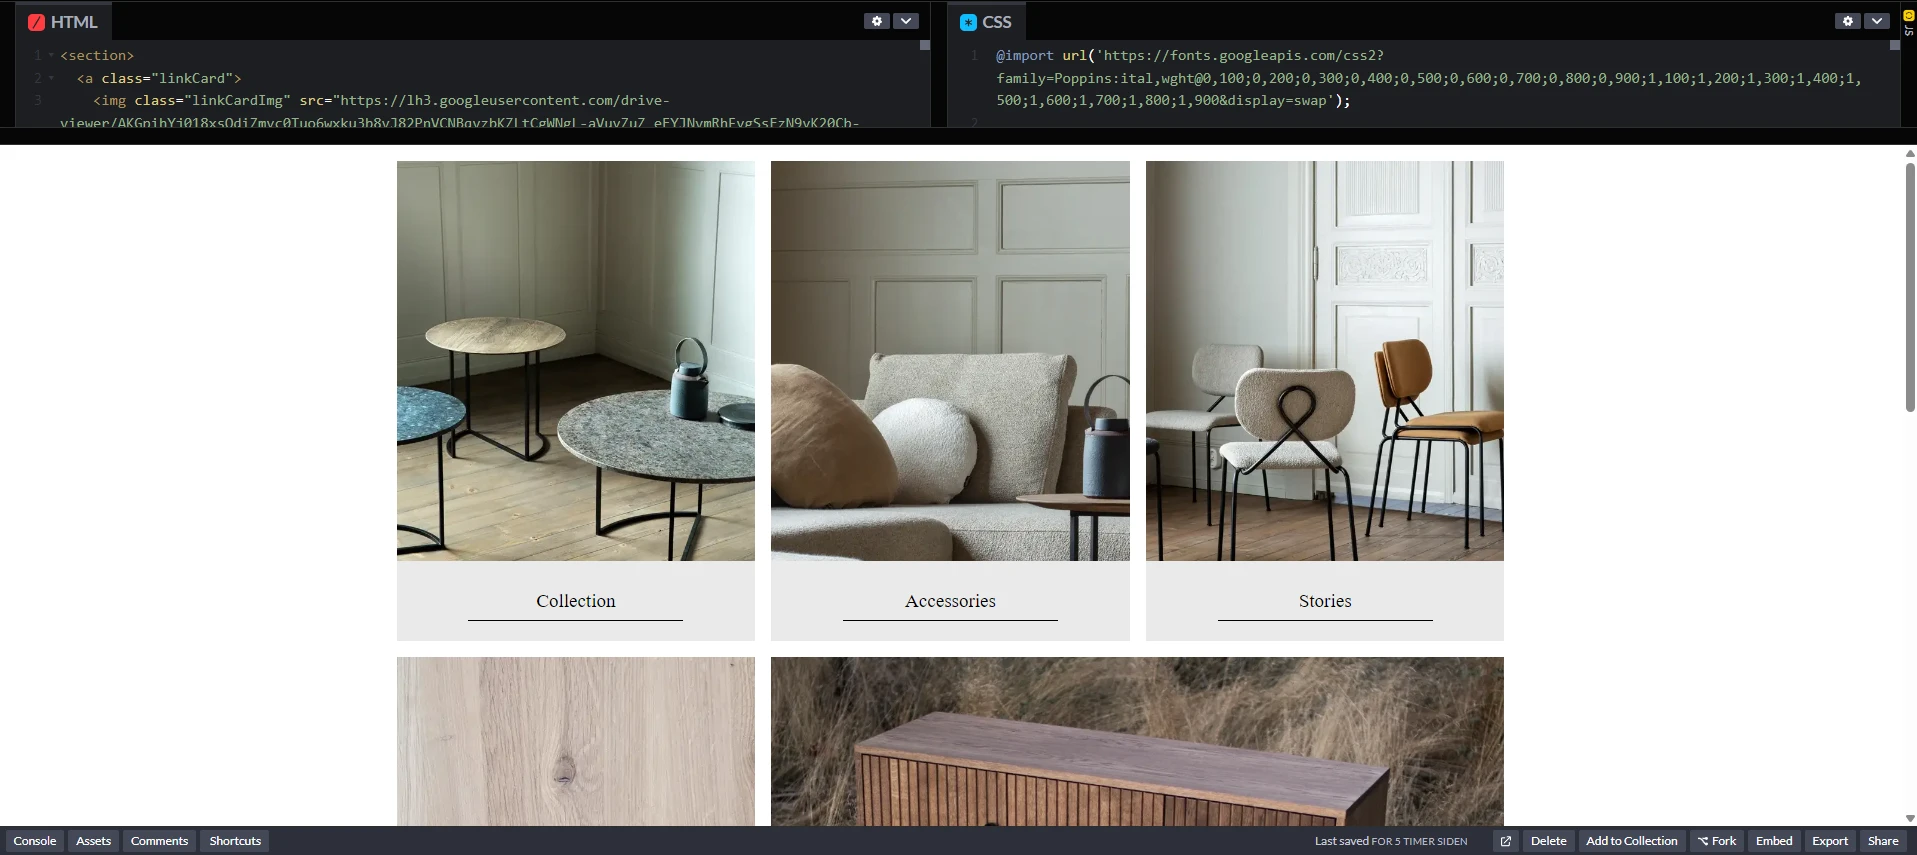 HTML
1 <section>
2 <a class="linkCard">
3 <img class="linkCardImg" src="https://lh3.googleusercontent.com/drive-
CSS
1 @import url('https://fonts.googleapis.com/css2?
family=Poppins:ital,wght@0,100;0,200;0,300;0,400;0,500;0,600;0,700;0,800;0,900;1,100;1,200;1,300;1,400;1,
500;1,600;1,700;1,800;1,900&display=swap');
2
JS
Collection
Accessories
Stories
Console Assets Comments Shortcuts
Last saved FOR 5 TIMER SIDEN Delete Add to Collection Fork Embed Export Share